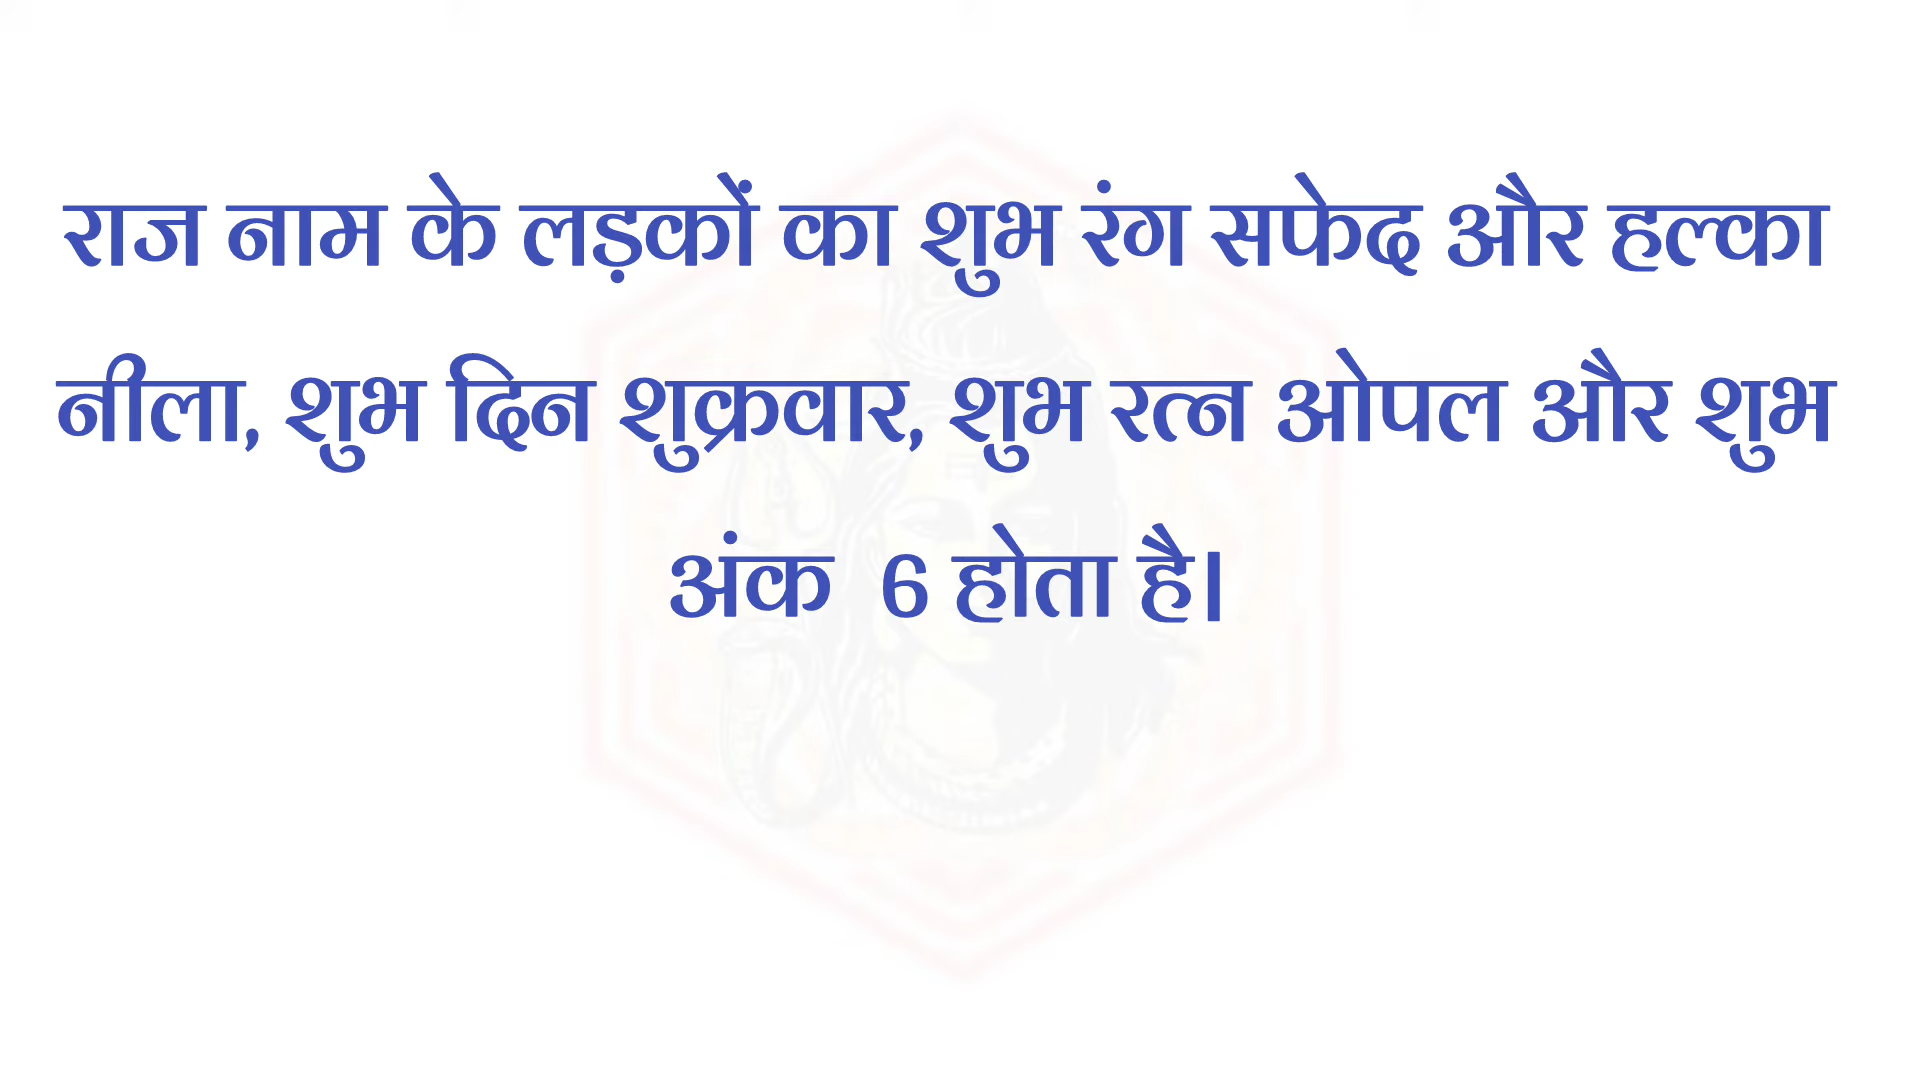 राज नाम के लड़कों का शुभ रंग सफेद और हल्का
नीला, शुभ दिन शुक्रवार, शुभ रत्न ओपल और शुभ
अंक  6 होता है।